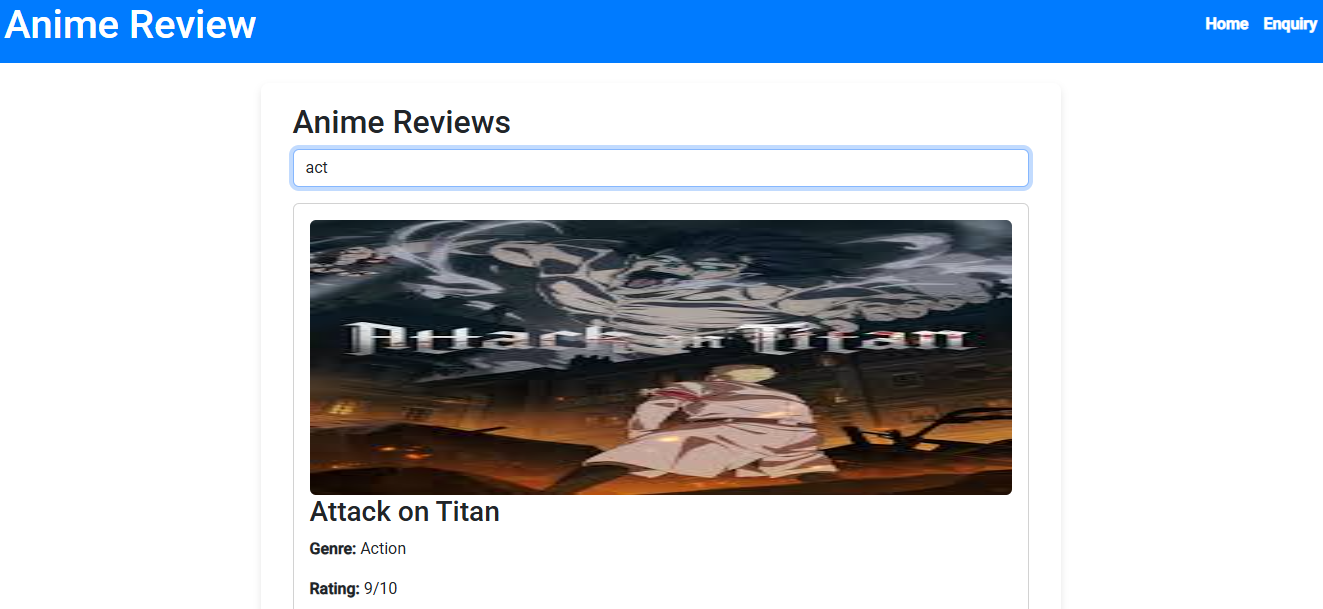 Anime Review
Home Enquiry
Anime Reviews
act
Attack on Titan
Attack on Titan
Genre: Action
Rating: 9/10